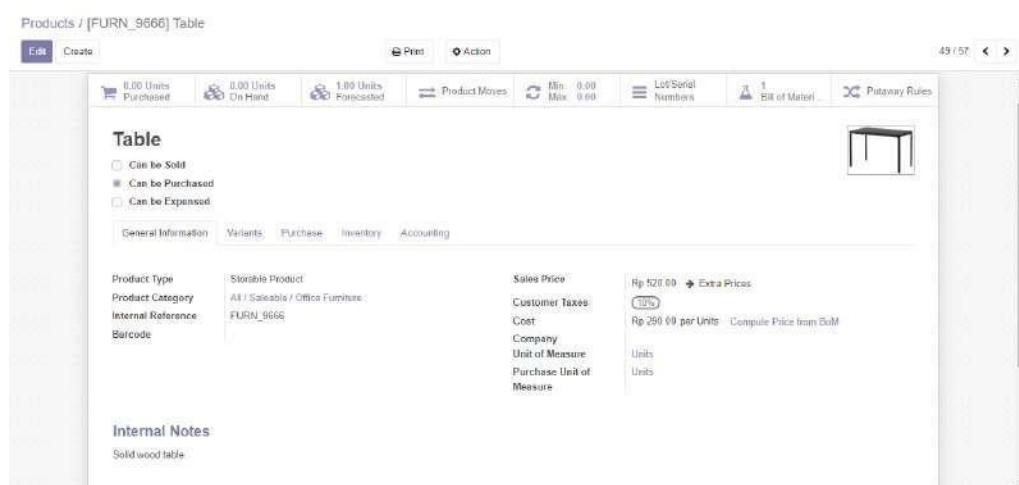 Products / [FURN_9666] Table
Edit Create Print Action 49 / 57
0.00 Units Purchased
0.00 Units On Hand
1.00 Units Forecasted
Product Moves
Min 0.00
Max 0.00
Lot/Serial Numbers
1 Bill of Materi...
Putaway Rules
Table
Can be Sold
Can be Purchased
Can be Expensed
General Information Variants Purchase Inventory Accounting
Product Type Storable Product
Product Category All / Saleable / Office Furniture
Internal Reference FURN_9666
Barcode
Sales Price Rp 520.00 Extra Prices
Customer Taxes 10%
Cost Rp 290.00 per Units Compute Price from BoM
Company
Unit of Measure Units
Purchase Unit of Measure Units
Internal Notes
Solid wood table